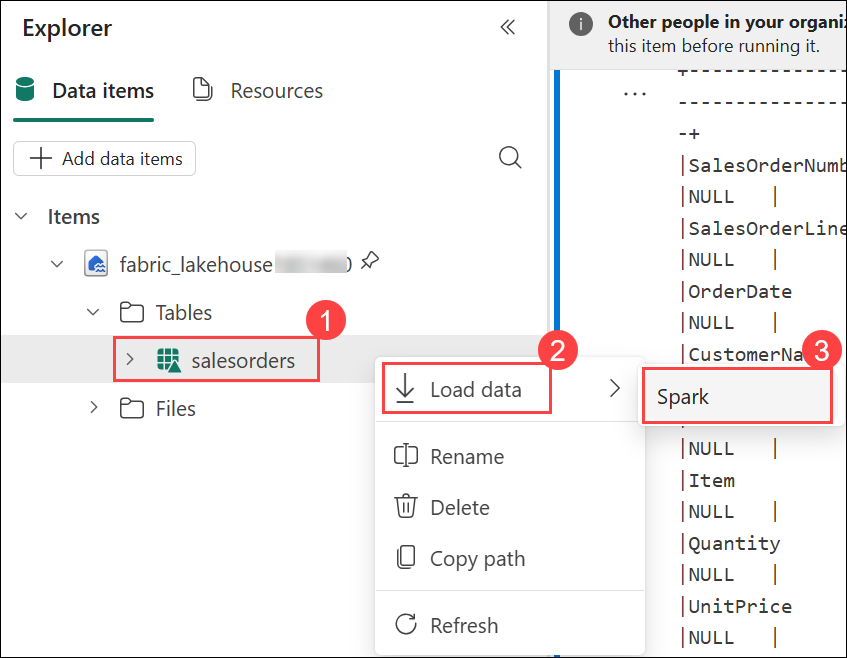 Explorer
Data items
Resources
Add data items
Items
fabric_lakehouse
Tables
1
salesorders
Files
2
Load data
3
Spark
Rename
Delete
Copy path
Refresh
Other people in your organiz
this item before running it.
...
+--------------
---------------
-+
|SalesOrderNumb
|NULL |
|SalesOrderLine
|NULL |
|OrderDate
|NULL |
|CustomerNa
|NULL |
|Item
|NULL |
|Quantity
|NULL |
|UnitPrice
|NULL |